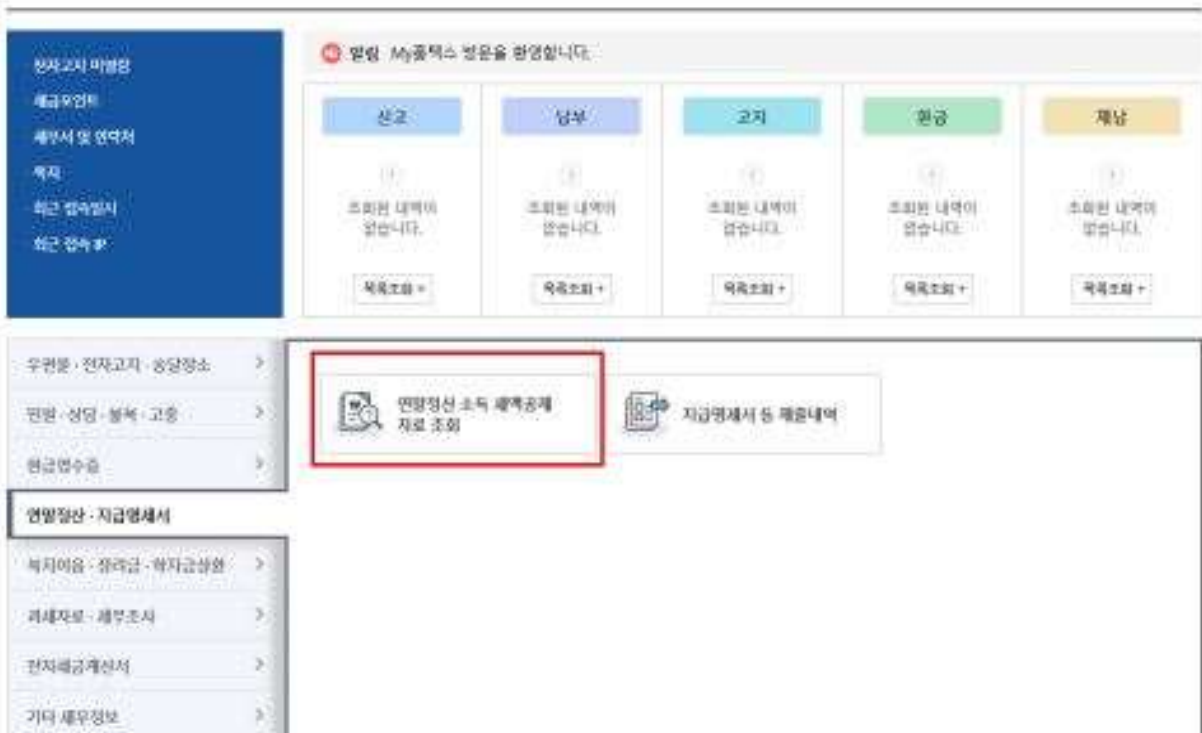 전자고지 미열람
세금포인트
세무서 및 연락처
쪽지
최근 접속일시
최근 접속 IP
알림 My홈택스 방문을 환영합니다.
신고
납부
고지
환급
체납
조회된 내역이
없습니다.
조회된 내역이
없습니다.
조회된 내역이
없습니다.
조회된 내역이
없습니다.
조회된 내역이
없습니다.
목록조회 +
목록조회 +
목록조회 +
목록조회 +
목록조회 +
우편물 · 전자고지 · 송달장소
민원 · 상담 · 불복 · 고충
현금영수증
연말정산 · 지급명세서
복지이음 · 장려금 · 학자금상환
과세자료 · 세무조사
전자세금계산서
기타 세무정보
연말정산 소득 세액공제
자료 조회
지급명세서 등 제출내역